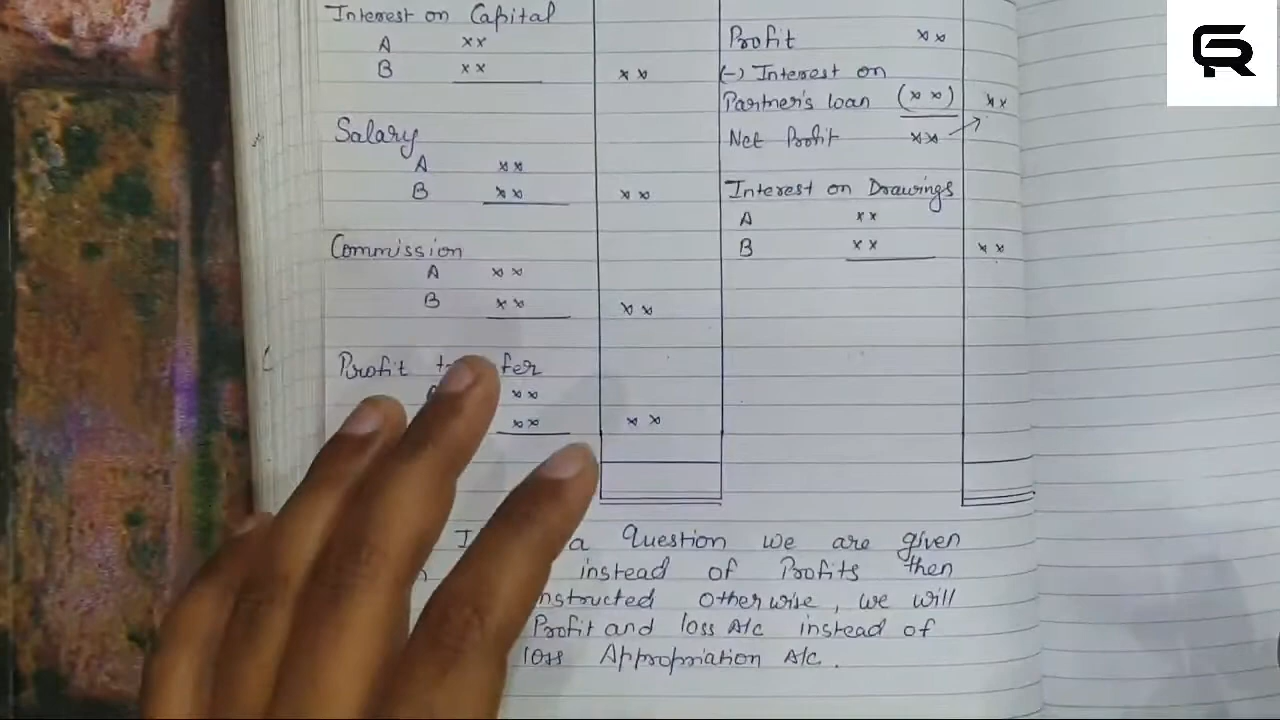 Interest on Capital
A xx
B xx xx
Salary
A xx
B xx xx
Commission
A xx
B xx xx
Profit fer
xx
xx xx
Profit xx
(-) Interest on
Partner's loan (xx) xx
Net Profit xx
Interest on Drawings
A xx
B xx xx
a Question we are given
instead of Profits then
nstructed otherwise, we will
Profit and loss A/c instead of
loss Appropriation A/c.
GR